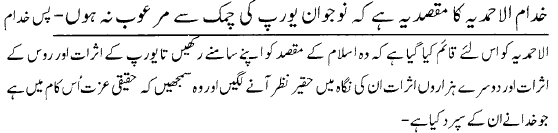 خدام الاحمدیہ کا مقصد یہ ہے کہ نوجوان یورپ کی چمک سے مرعوب نہ ہوں۔ پس خدام
الاحمدیہ کو اس لئے قائم کیا گیا ہے کہ وہ اسلام کے مقصد کو اپنے سامنے رکھیں تا یورپ کے اثرات اور روس کے
اثرات اور دوسرے ہزاروں اثرات ان کی نگاہ میں حقیر نظر آنے لگیں اور وہ سمجھیں کہ حقیقی عزت اُس کام میں ہے
جو خدا نے ان کے سپرد کیا ہے۔